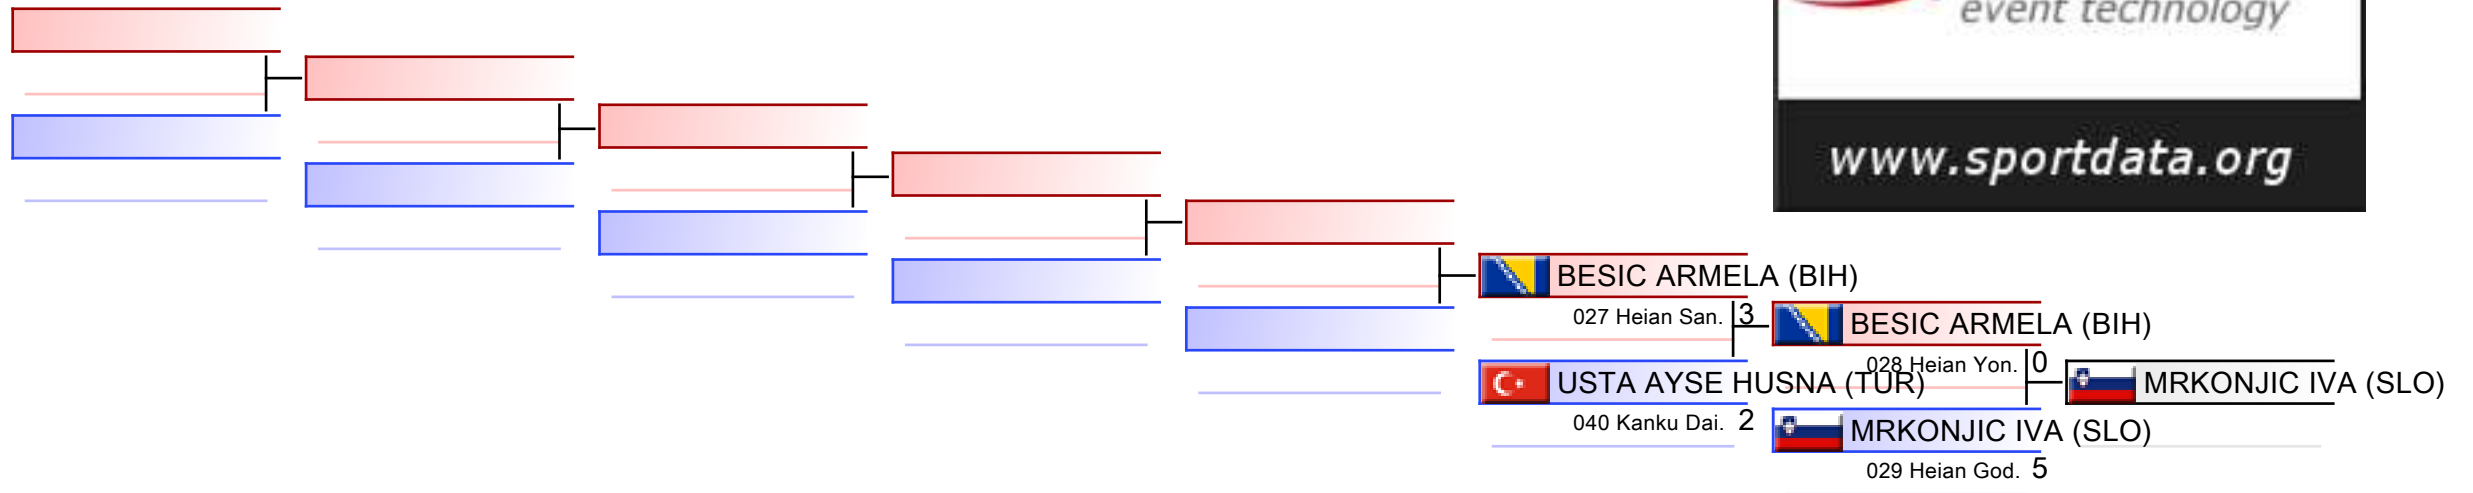 event technology
www.sportdata.org
BESIC ARMELA (BIH)
027 Heian San. 3
BESIC ARMELA (BIH)
028 Heian Yon. 0
USTA AYSE HUSNA (TUR)
MRKONJIC IVA (SLO)
040 Kanku Dai. 2
MRKONJIC IVA (SLO)
029 Heian God. 5